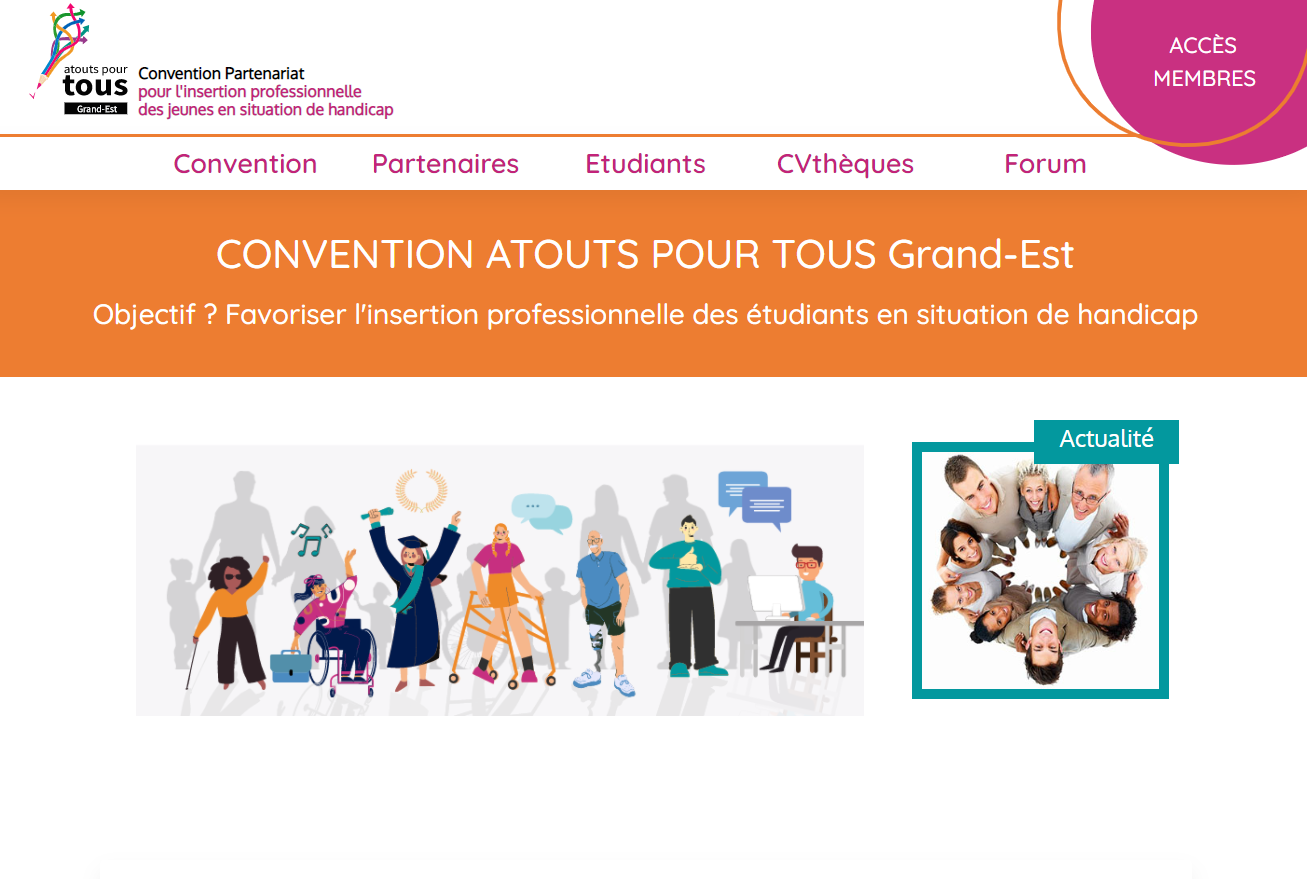 atouts pour
tous
Grand-Est
Convention Partenariat
pour l'insertion professionnelle
des jeunes en situation de handicap
ACCÈS
MEMBRES
Convention Partenaires Etudiants CVthèques Forum
CONVENTION ATOUTS POUR TOUS Grand-Est
Objectif ? Favoriser l'insertion professionnelle des étudiants en situation de handicap
Actualité